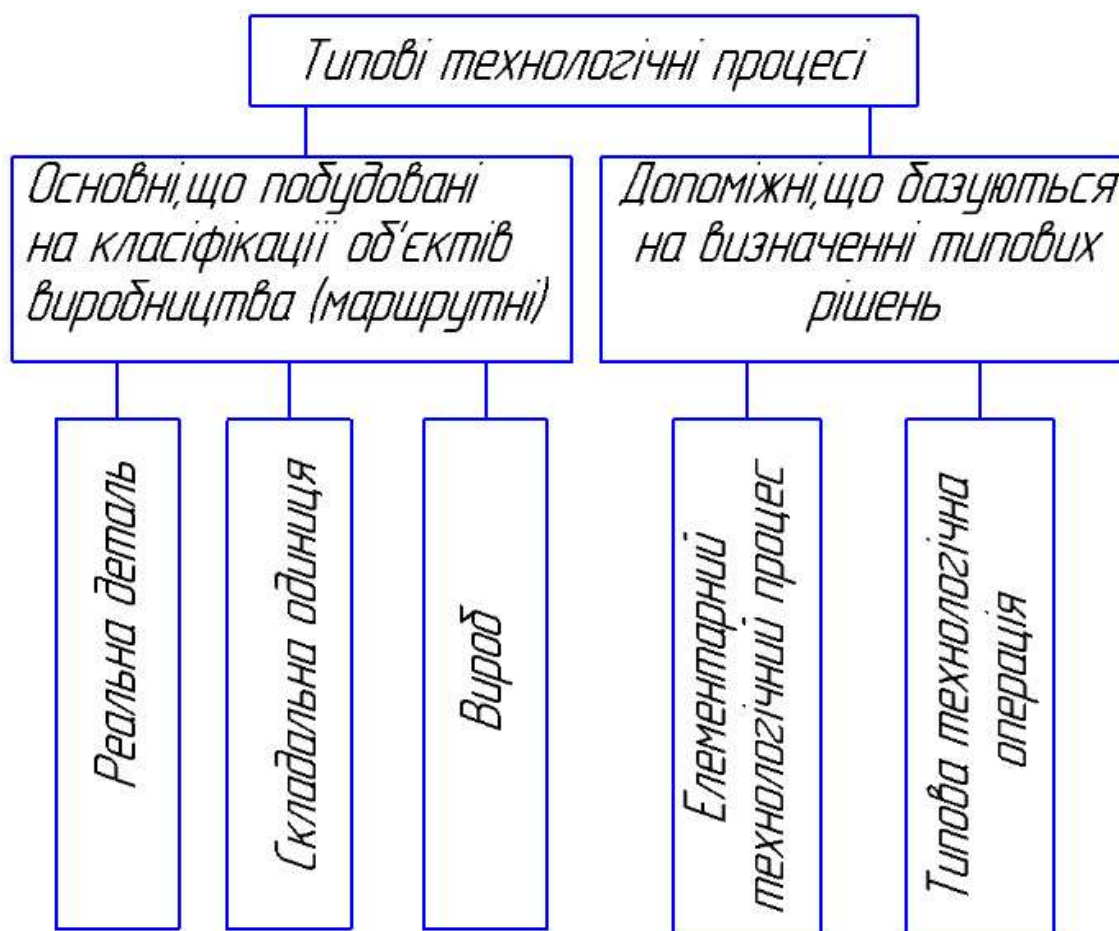 Типові технологічні процесі
Основні,що побудовані
на класіфікації об'єктів
виробництва (маршрутні)
Допоміжні,що базуються
на визначенні типових
рішень
Реальна деталь
Складальна одиниця
Вироб
Елементарний
технологічний процес
Типова технологічна
операція